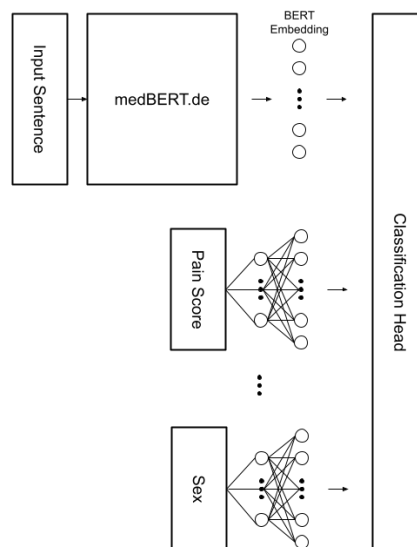 BERT
Embedding
Input Sentence
medBERT.de
Classification Head
Pain Score
Sex